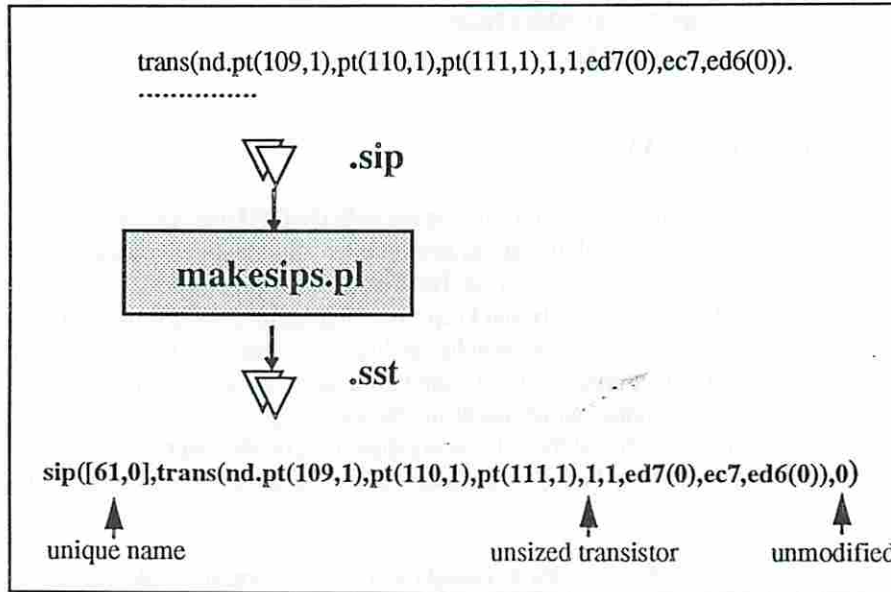 trans(nd.pt(109,1),pt(110,1),pt(111,1),1,1,ed7(0),ec7,ed6(0)).
...............
.sip
makesips.pl
.sst
sip([61,0],trans(nd.pt(109,1),pt(110,1),pt(111,1),1,1,ed7(0),ec7,ed6(0)),0)
unique name unsized transistor unmodified